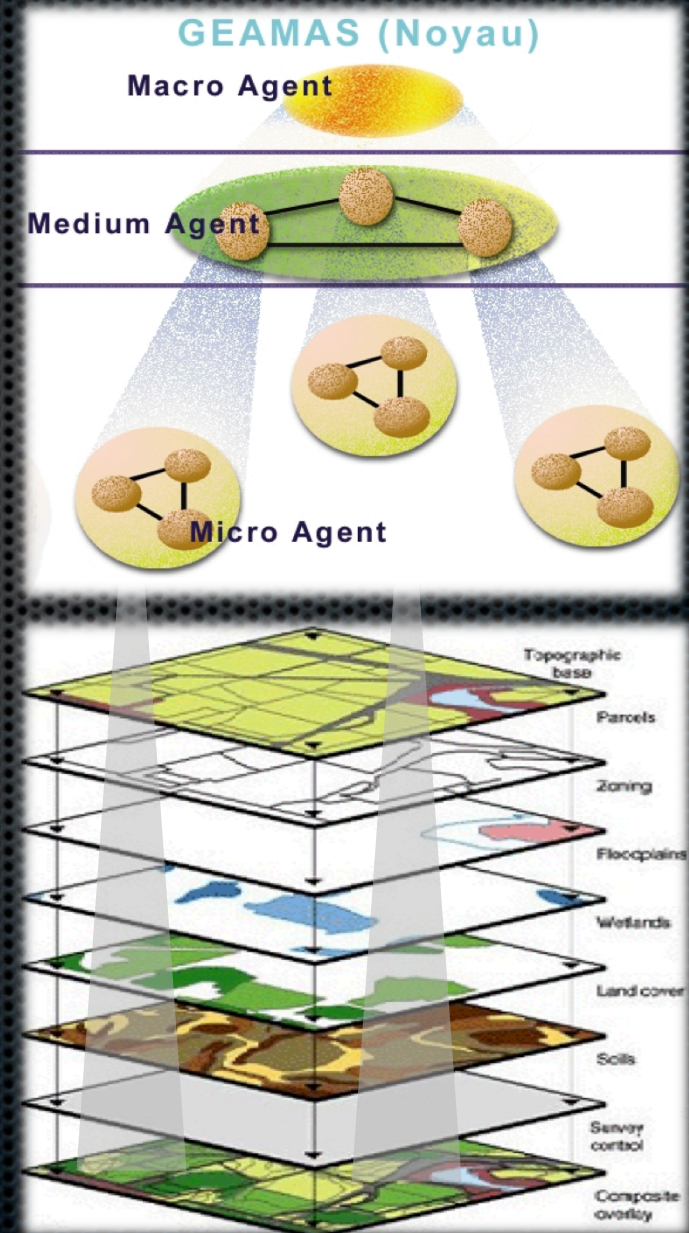 GEAMAS (Noyau)
Macro Agent
Medium Agent
Micro Agent
Topographic
base
Parcels
Zoning
Floodplains
Wetlands
Land cover
Soils
Survey
control
Composite
overlay